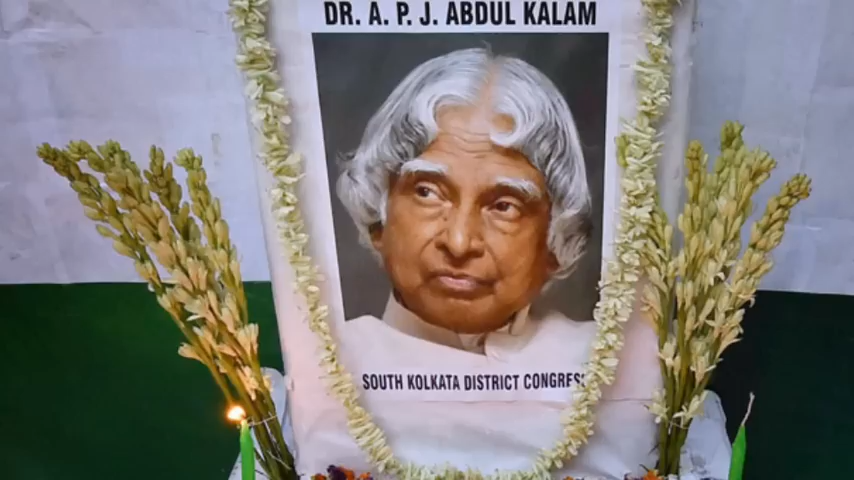 DR. A. P. J. ABDUL KALAM
SOUTH KOLKATA DISTRICT CONGRESS